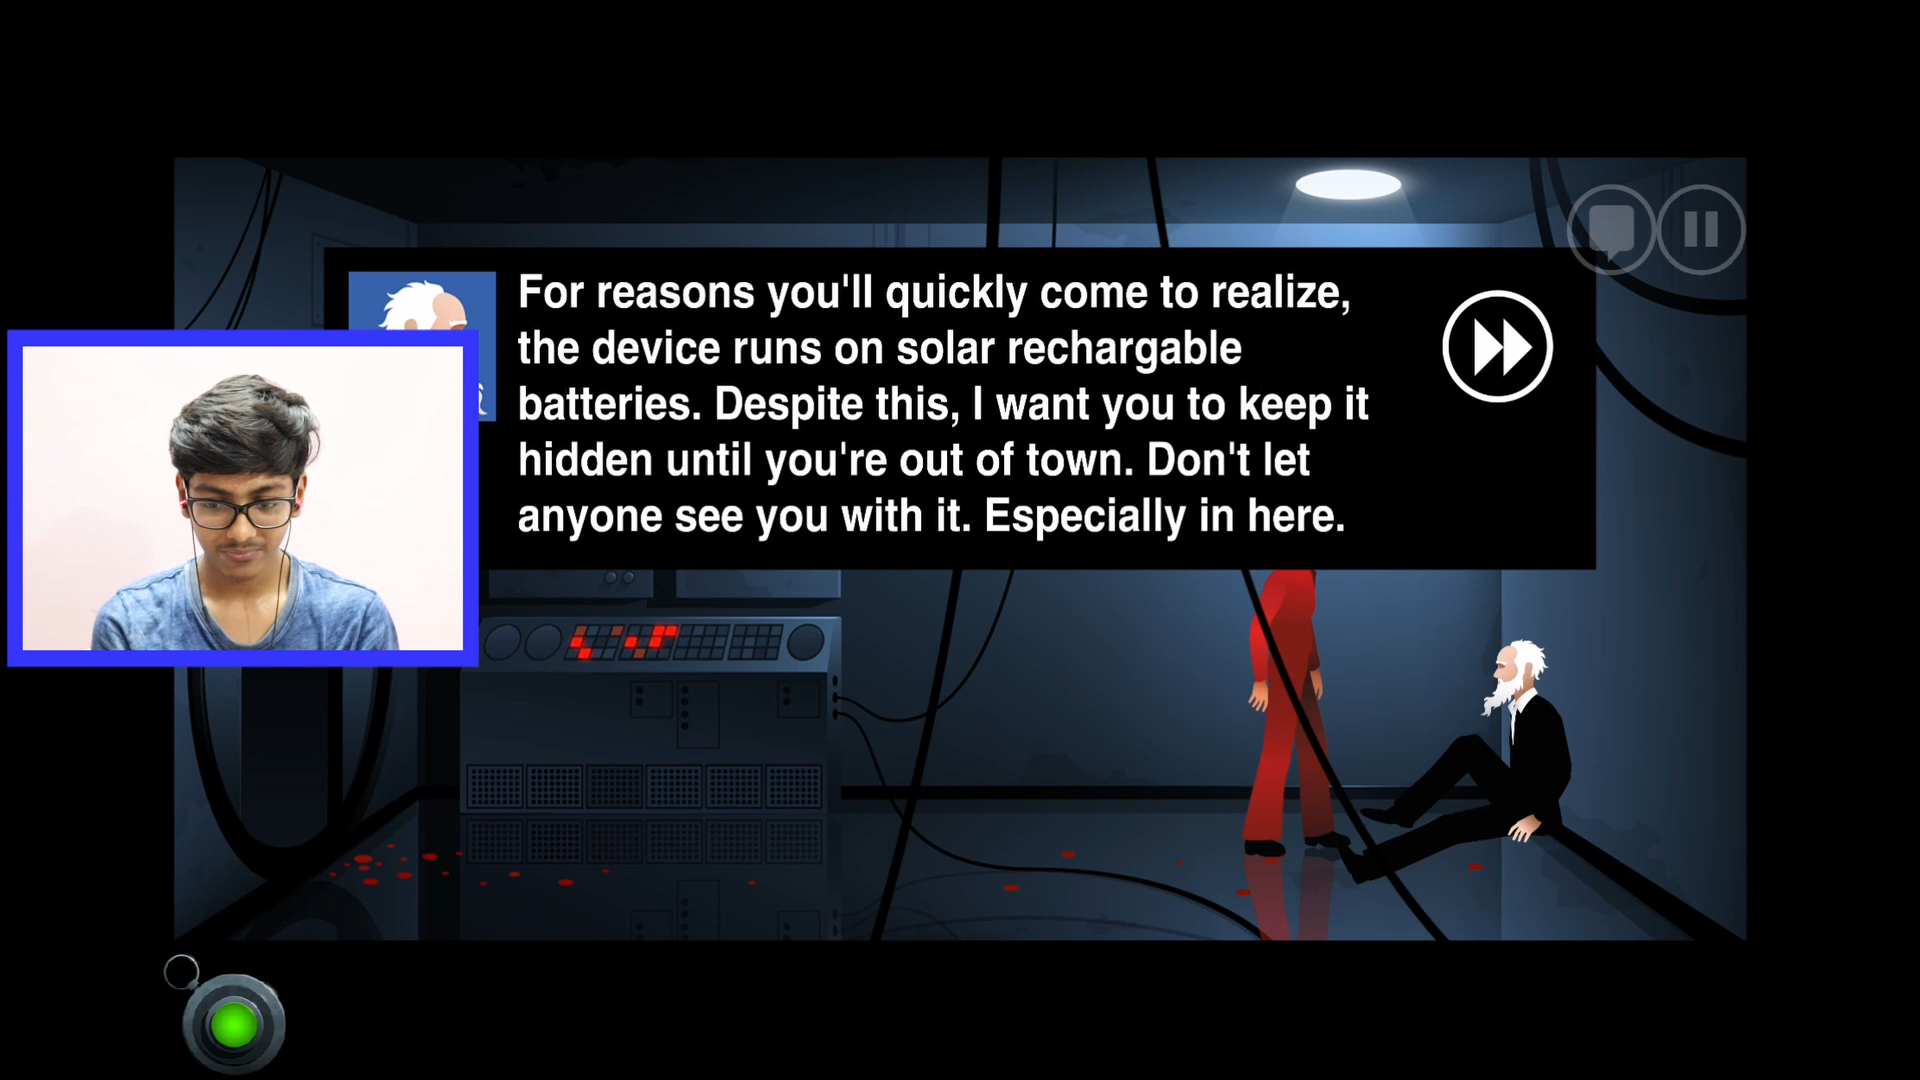 For reasons you'll quickly come to realize,
the device runs on solar rechargable
batteries. Despite this, I want you to keep it
hidden until you're out of town. Don't let
anyone see you with it. Especially in here.